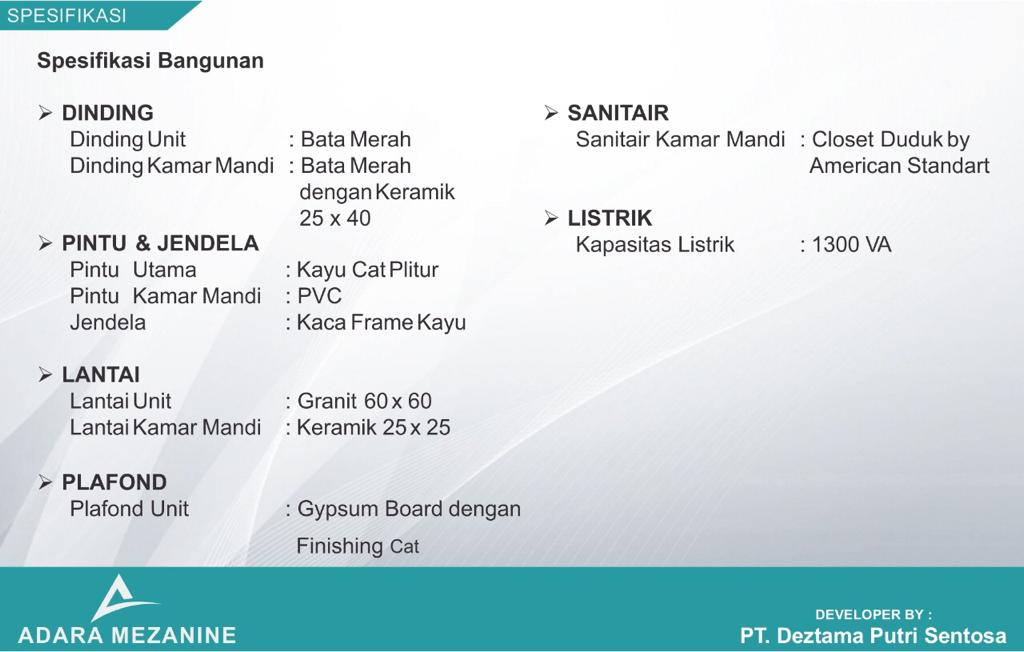 SPESIFIKASI
Spesifikasi Bangunan
➢ DINDING
Dinding Unit : Bata Merah
Dinding Kamar Mandi : Bata Merah
dengan Keramik
25 x 40
➢ PINTU & JENDELA
Pintu Utama : Kayu Cat Plitur
Pintu Kamar Mandi : PVC
Jendela : Kaca Frame Kayu
➢ LANTAI
Lantai Unit : Granit 60 x 60
Lantai Kamar Mandi : Keramik 25 x 25
➢ PLAFOND
Plafond Unit : Gypsum Board dengan
Finishing Cat
➢ SANITAIR
Sanitair Kamar Mandi : Closet Duduk by
American Standart
➢ LISTRIK
Kapasitas Listrik : 1300 VA
ADARA MEZANINE
DEVELOPER BY :
PT. Deztama Putri Sentosa